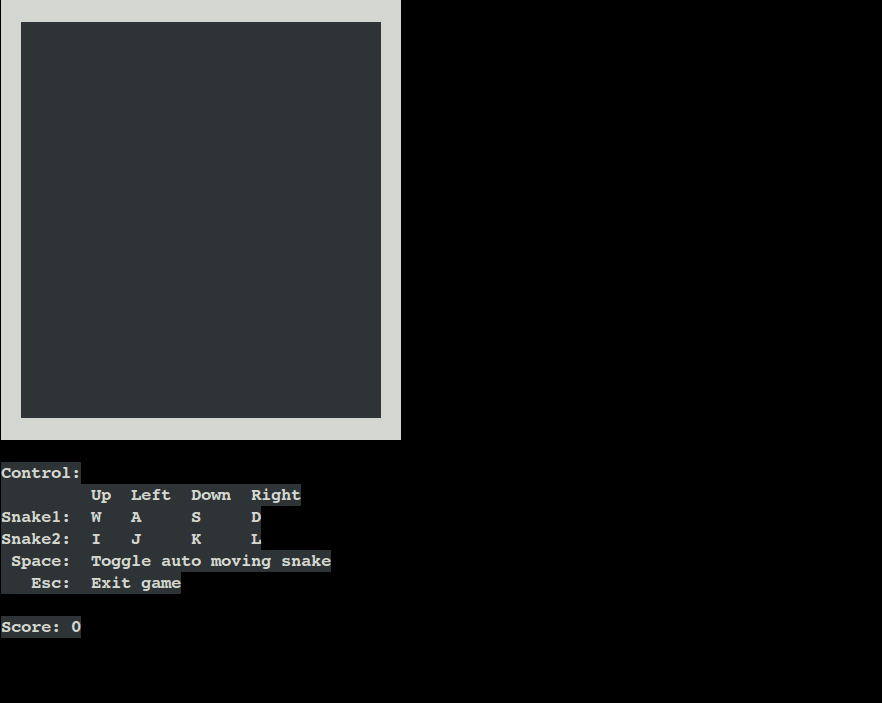 Control:
Up Left Down Right
Snake1: W A S D
Snake2: I J K L
Space: Toggle auto moving snake
Esc: Exit game
Score: 0